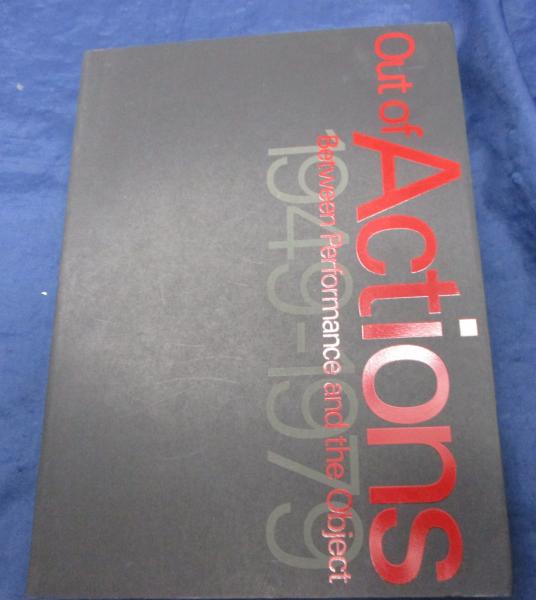 Out of
Actions
Between Performance and the Object
1949-1979